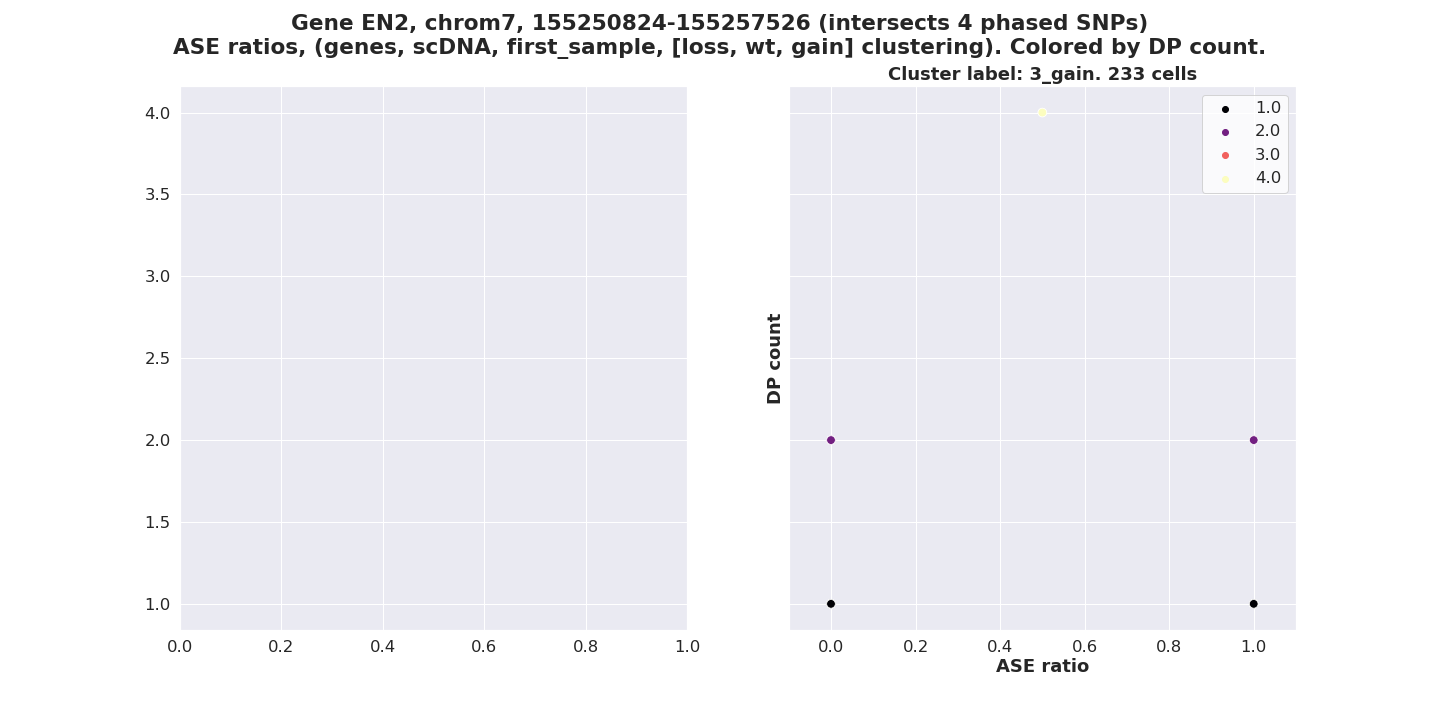 Gene EN2, chrom7, 155250824-155257526 (intersects 4 phased SNPs)
ASE ratios, (genes, scDNA, first_sample, [loss, wt, gain] clustering). Colored by DP count.
4.0
3.5
3.0
2.5
2.0
1.5
1.0
0.0 0.2 0.4 0.6 0.8 1.0
Cluster label: 3_gain. 233 cells
1.0
2.0
3.0
4.0
DP count
0.0 0.2 0.4 0.6 0.8 1.0
ASE ratio